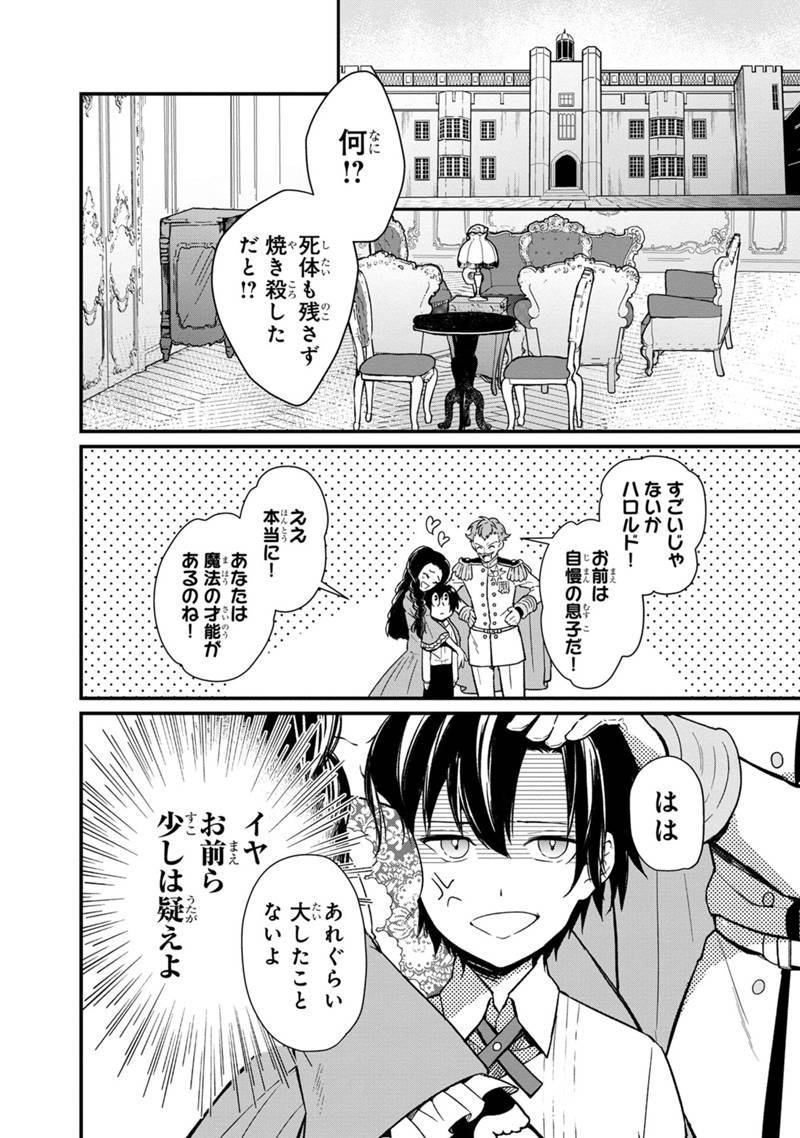 何!?
死体も残さず
焼き殺した
だと!?
すごいじゃ
ないか
ハロルド!
お前は
自慢の息子だ!
ええ
本当に!
あなたは
魔法の才能が
あるのね!
はは
あれぐらい
大したこと
ないよ
イヤ
お前ら
少しは疑えよ